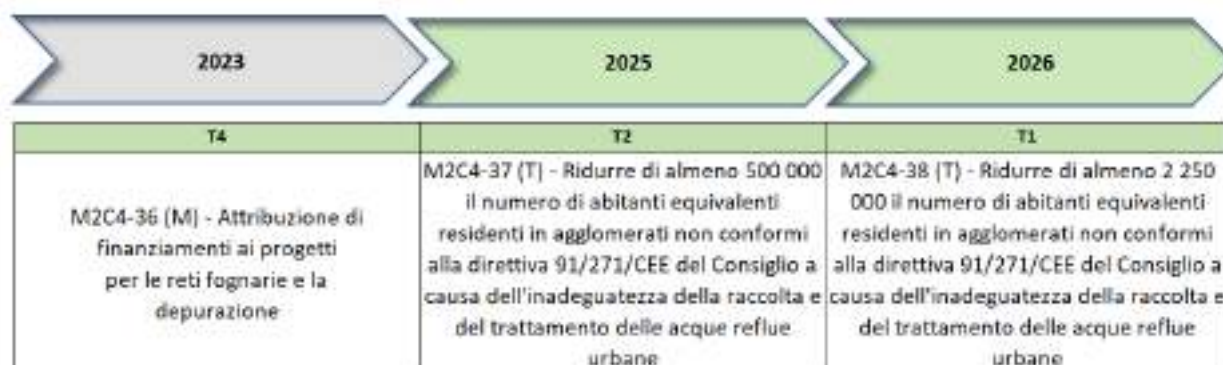 2023
2025
2026
T4
T2
T1
M2C4-36 (M) - Attribuzione di
finanziamenti ai progetti
per le reti fognarie e la
depurazione
M2C4-37 (T) - Ridurre di almeno 500 000
il numero di abitanti equivalenti
residenti in agglomerati non conformi
alla direttiva 91/271/CEE del Consiglio a
causa dell'inadeguatezza della raccolta e
del trattamento delle acque reflue
urbane
M2C4-38 (T) - Ridurre di almeno 2 250
000 il numero di abitanti equivalenti
residenti in agglomerati non conformi
alla direttiva 91/271/CEE del Consiglio a
causa dell'inadeguatezza della raccolta e
del trattamento delle acque reflue
urbane